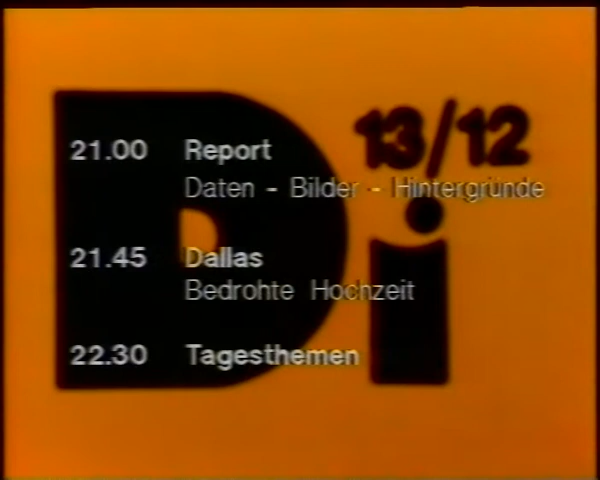 13/12
Di
21.00 Report
Daten - Bilder - Hintergründe
21.45 Dallas
Bedrohte Hochzeit
22.30 Tagesthemen